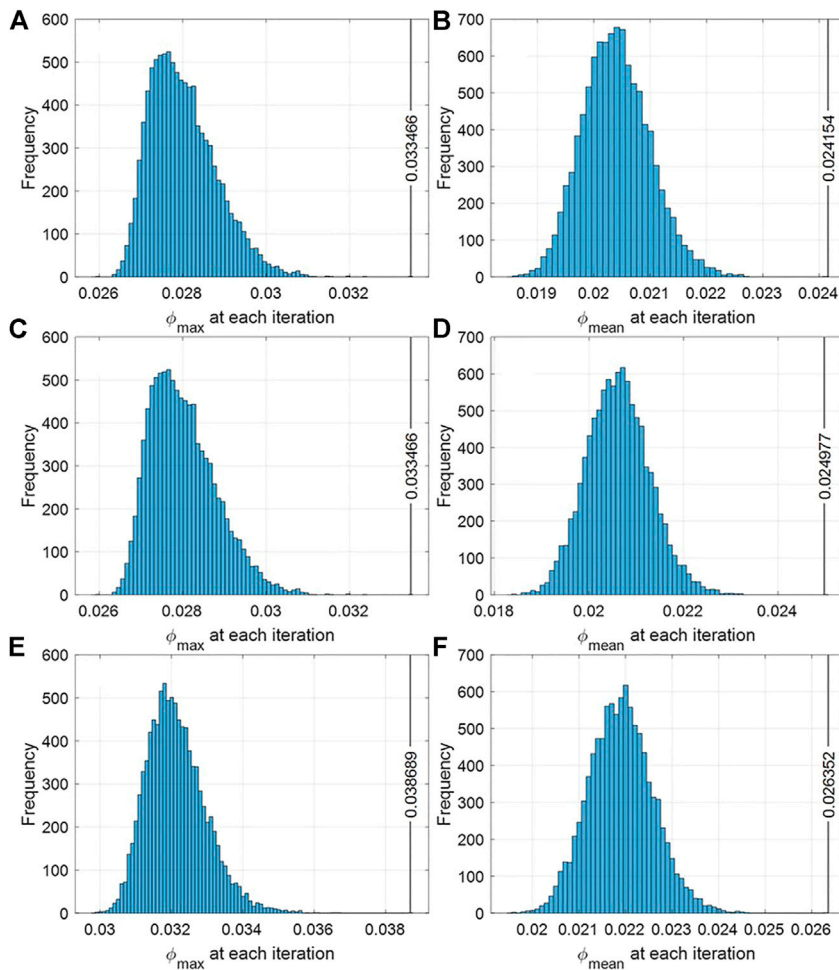 A
600
500
400
300
200
100
0
Frequency
0.026 0.028 0.03 0.032
ϕmax at each iteration
0.033466
B
700
600
500
400
300
200
100
0
Frequency
0.019 0.02 0.021 0.022 0.023 0.024
ϕmean at each iteration
0.024154
C
600
500
400
300
200
100
0
Frequency
0.026 0.028 0.03 0.032
ϕmax at each iteration
0.033466
D
700
600
500
400
300
200
100
0
Frequency
0.018 0.02 0.022 0.024
ϕmean at each iteration
0.024977
E
600
500
400
300
200
100
0
Frequency
0.03 0.032 0.034 0.036 0.038
ϕmax at each iteration
0.038689
F
700
600
500
400
300
200
100
0
Frequency
0.02 0.021 0.022 0.023 0.024 0.025 0.026
ϕmean at each iteration
0.026352